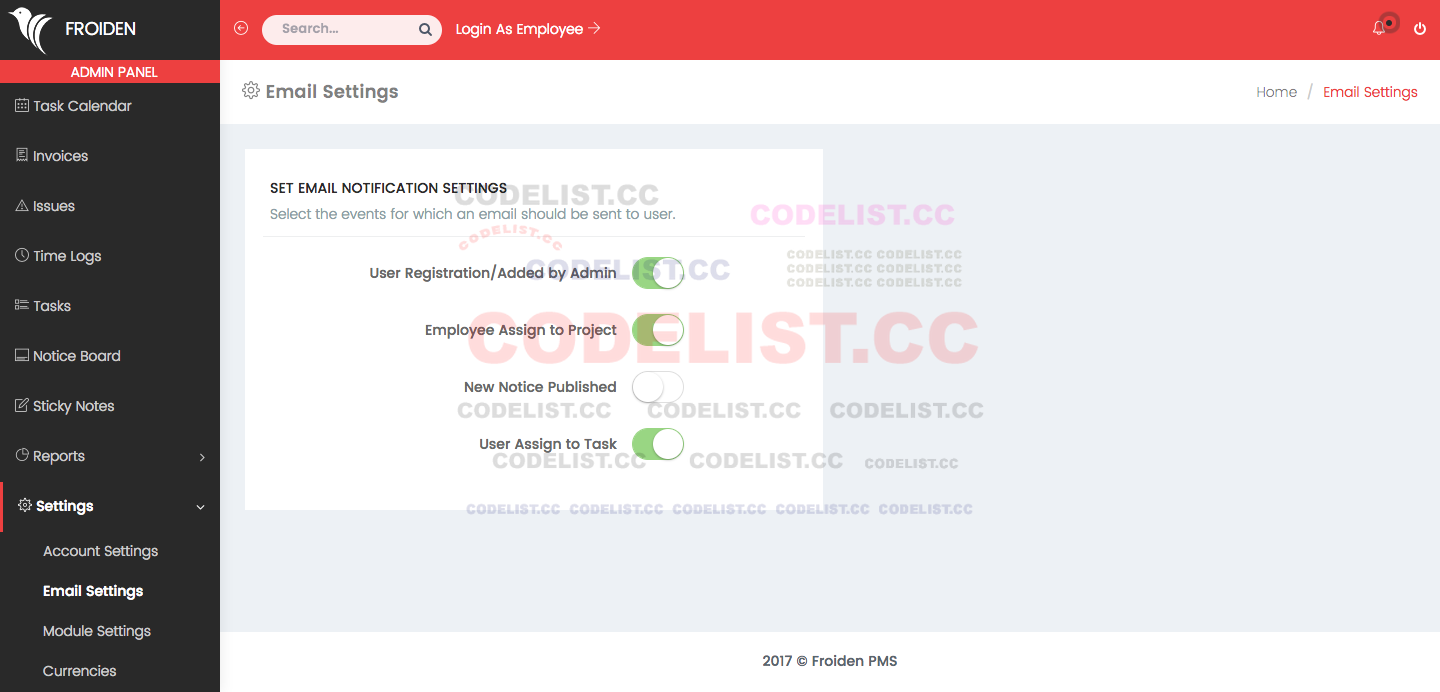 FROIDEN
Search...
Login As Employee
ADMIN PANEL
Task Calendar
Invoices
Issues
Time Logs
Tasks
Notice Board
Sticky Notes
Reports
Settings
Account Settings
Email Settings
Module Settings
Currencies
Email Settings
Home / Email Settings
SET EMAIL NOTIFICATION SETTINGS
CODELIST.CC
Select the events for which an email should be sent to user.
CODELIST.CC
CODELIST.CC
User Registration/Added by Admin
CODELIST.CC
CODELIST.CC CODELIST.CC
CODELIST.CC CODELIST.CC
CODELIST.CC CODELIST.CC
Employee Assign to Project
CODELIST.CC
New Notice Published
CODELIST.CC CODELIST.CC CODELIST.CC
User Assign to Task
CODELIST.CC CODELIST.CC CODELIST.CC
CODELIST.CC CODELIST.CC CODELIST.CC CODELIST.CC CODELIST.CC
2017 © Froiden PMS